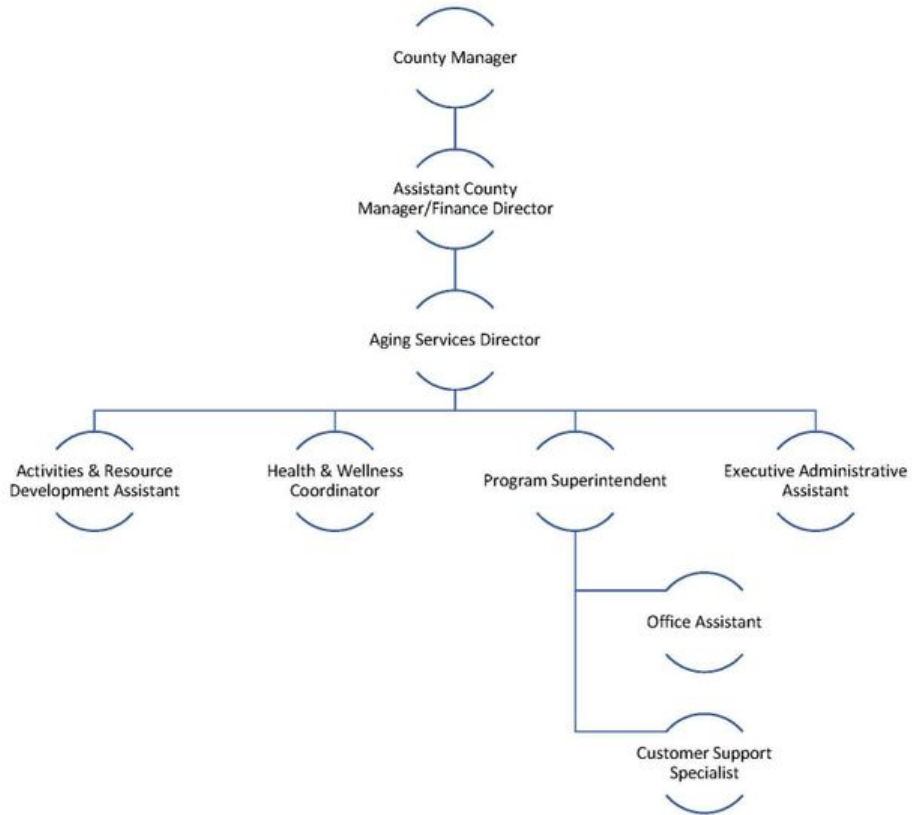 County Manager
Assistant County
Manager/Finance Director
Aging Services Director
Activities & Resource
Development Assistant
Health & Wellness
Coordinator
Program Superintendent
Executive Administrative
Assistant
Office Assistant
Customer Support
Specialist